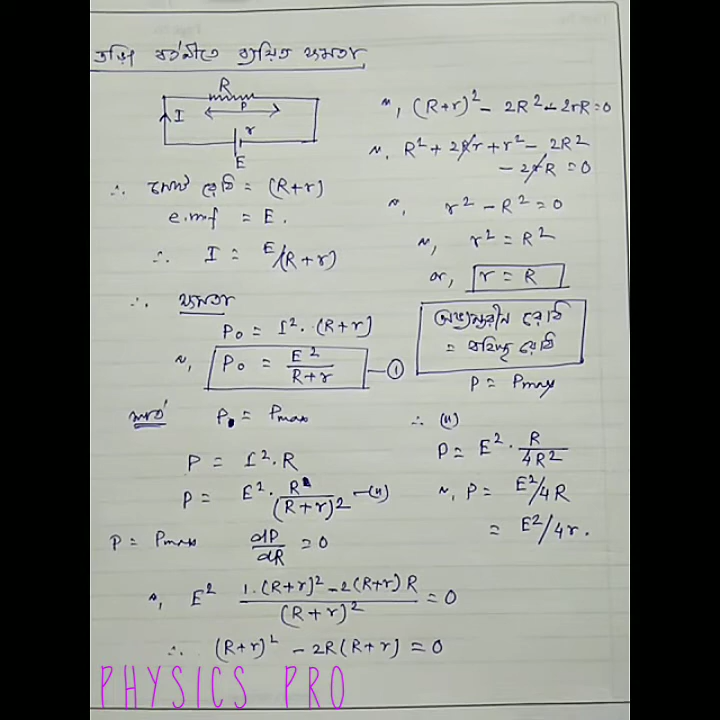 তড়িৎ বর্তনীতে ব্যয়িত ক্ষমতা
R
I
P
r
E
∴ মোট রোধ = (R+r)
e.m.f = E.
∴ I = E/(R+r)
∴ ক্ষমতা
P₀ = I². (R+r)
বা, P₀ = E²/(R+r) —①
শর্ত P. = Pmax
P = I².R
P = E². R/(R+r)² —(ii)
P = Pmax dP/dR = 0
বা, E² (1.(R+r)² - 2(R+r)R)/(R+r)² = 0
∴ (R+r)² - 2R(R+r) = 0
বা, (R+r)² - 2R² - 2rR = 0
বা, R² + 2Rr + r² - 2R²
- 2rR = 0
বা, r² - R² = 0
বা, r² = R²
or, r = R
অভ্যন্তরীন রোধ
= বহিস্থ রোধ
P = Pmax
∴ (ii)
P = E². R/4R²
বা, P = E²/4R
= E²/4r.
PHYSICS PRO